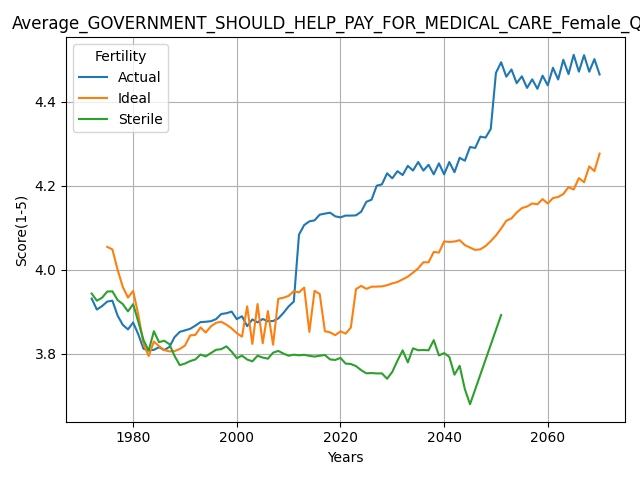 Average_GOVERNMENT_SHOULD_HELP_PAY_FOR_MEDICAL_CARE_Female_Q
Fertility
Actual
Ideal
Sterile
4.4
4.2
4.0
3.8
Score(1-5)
1980 2000 2020 2040 2060
Years